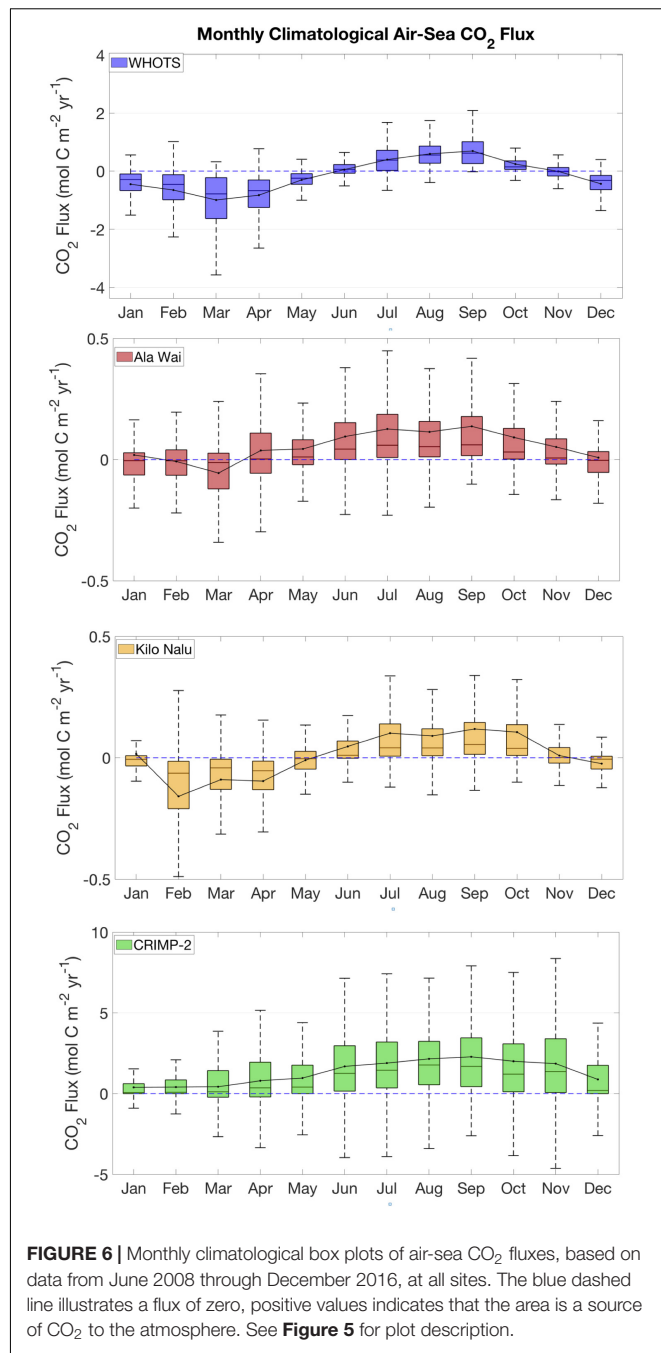 Monthly Climatological Air-Sea CO2 Flux
WHOTS
CO2 Flux (mol C m-2 yr-1)
4
2
0
-2
-4
Jan Feb Mar Apr May Jun Jul Aug Sep Oct Nov Dec
Ala Wai
CO2 Flux (mol C m-2 yr-1)
0.5
0
-0.5
Jan Feb Mar Apr May Jun Jul Aug Sep Oct Nov Dec
Kilo Nalu
CO2 Flux (mol C m-2 yr-1)
0.5
0
-0.5
Jan Feb Mar Apr May Jun Jul Aug Sep Oct Nov Dec
CRIMP-2
CO2 Flux (mol C m-2 yr-1)
10
5
0
-5
Jan Feb Mar Apr May Jun Jul Aug Sep Oct Nov Dec
FIGURE 6 | Monthly climatological box plots of air-sea CO2 fluxes, based on
data from June 2008 through December 2016, at all sites. The blue dashed
line illustrates a flux of zero, positive values indicates that the area is a source
of CO2 to the atmosphere. See Figure 5 for plot description.